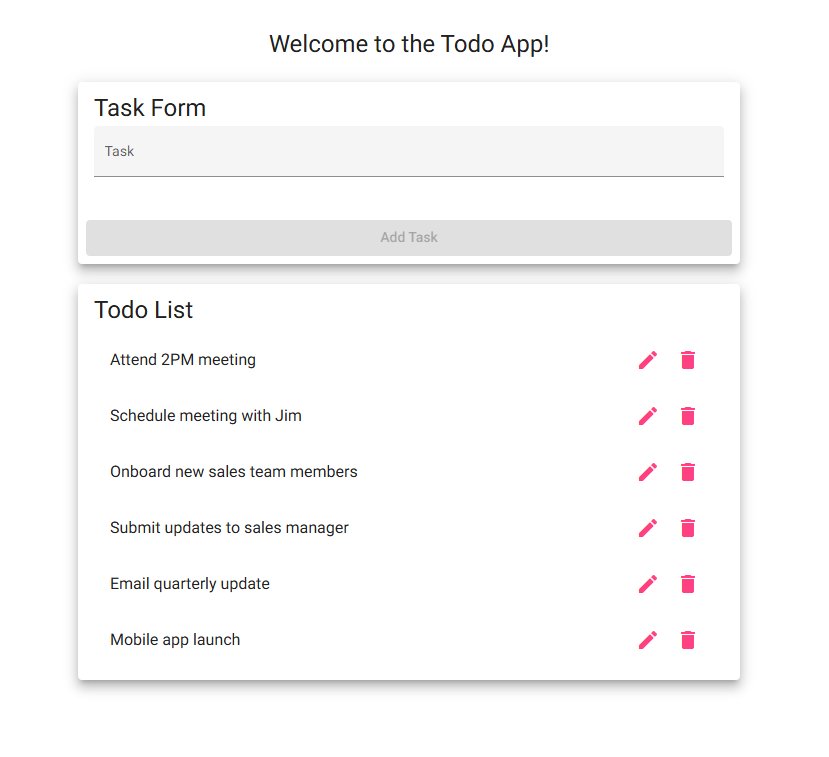 Welcome to the Todo App!
Task Form
Task
Add Task
Todo List
Attend 2PM meeting
Schedule meeting with Jim
Onboard new sales team members
Submit updates to sales manager
Email quarterly update
Mobile app launch